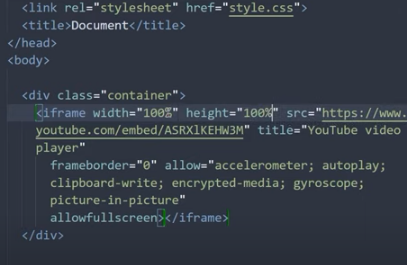 <link rel="stylesheet" href="style.css">
<title>Document</title>
</head>
<body>
<div class="container">
<iframe width="100%" height="100%" src="https://www.
youtube.com/embed/ASRXlKEHW3M" title="YouTube video
player"
frameborder="0" allow="accelerometer; autoplay;
clipboard-write; encrypted-media; gyroscope;
picture-in-picture"
allowfullscreen></iframe>
</div>